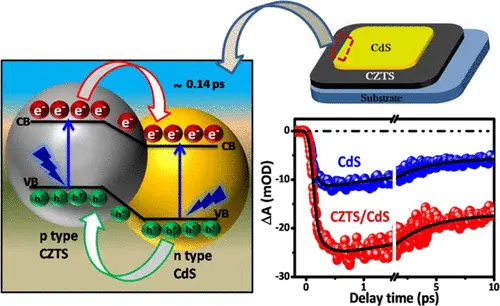 ~ 0.14 ps
e⁻ e⁻ e⁻ e⁻
e⁻
CB
e⁻ e⁻ e⁻ e⁻
CB
VB
h⁺ h⁺ h⁺ h⁺
h⁺
VB
h⁺ h⁺ h⁺ h⁺
p type
CZTS
n type
CdS
CdS
CZTS
Substrate
ΔA (mOD)
0
-10
-20
-30
CdS
CZTS/CdS
0
1
5
10
Delay time (ps)